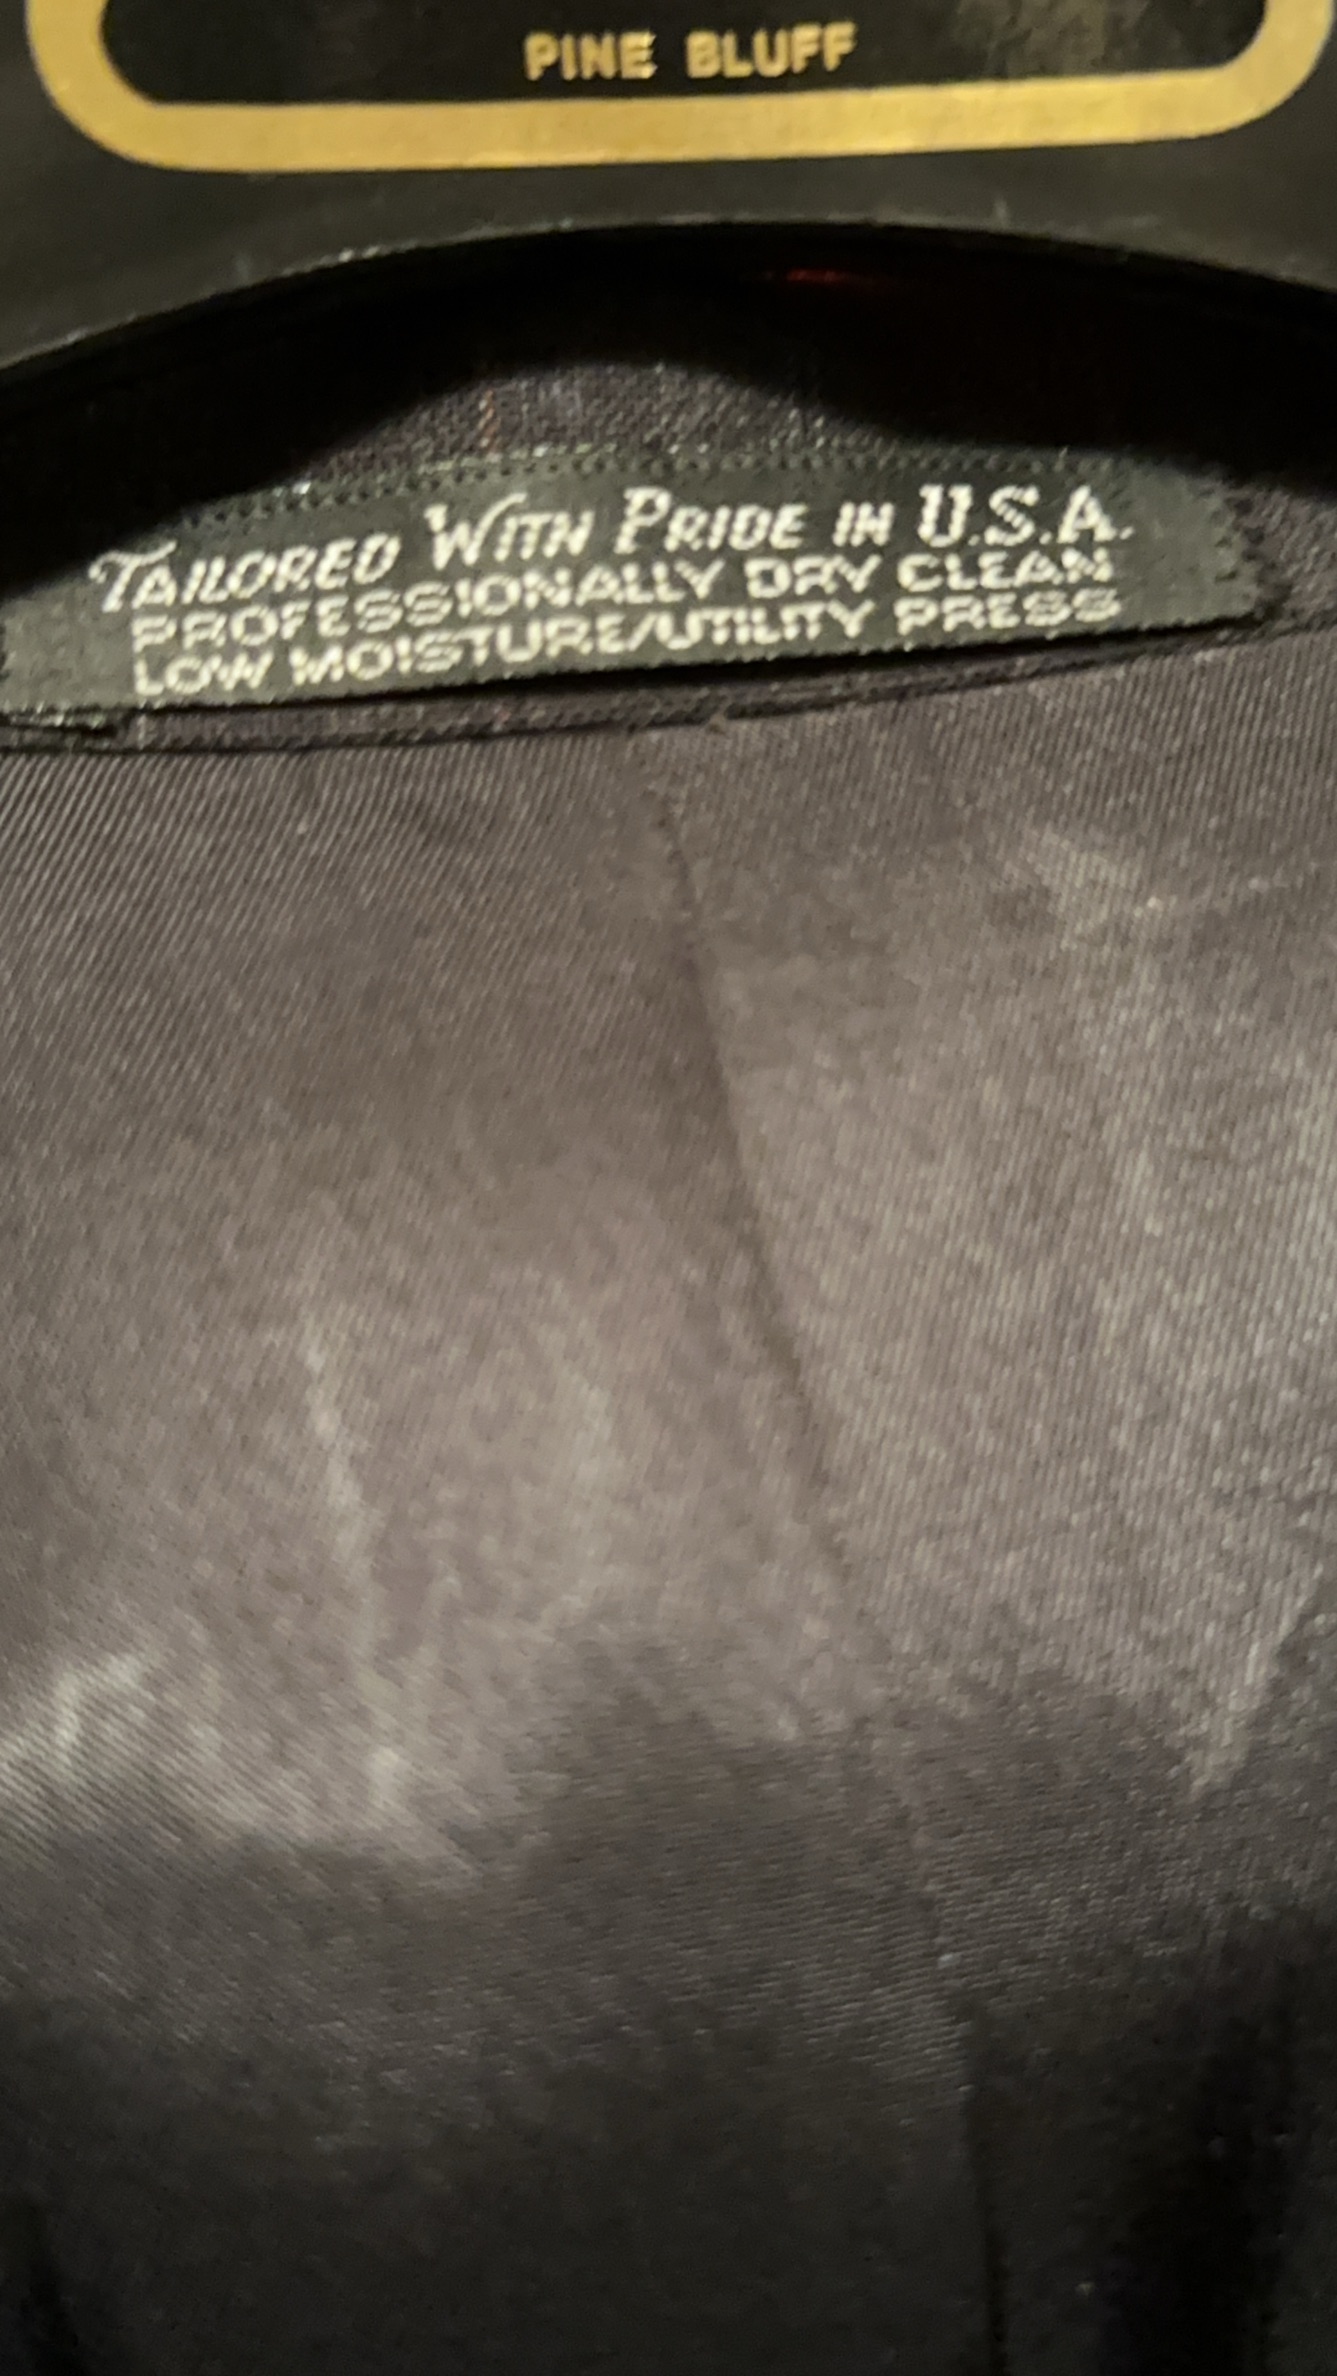 PINE BLUFF
TAILORED WITH PRIDE IN U.S.A.
PROFESSIONALLY DRY CLEAN
LOW MOISTURE/UTILITY PRESS